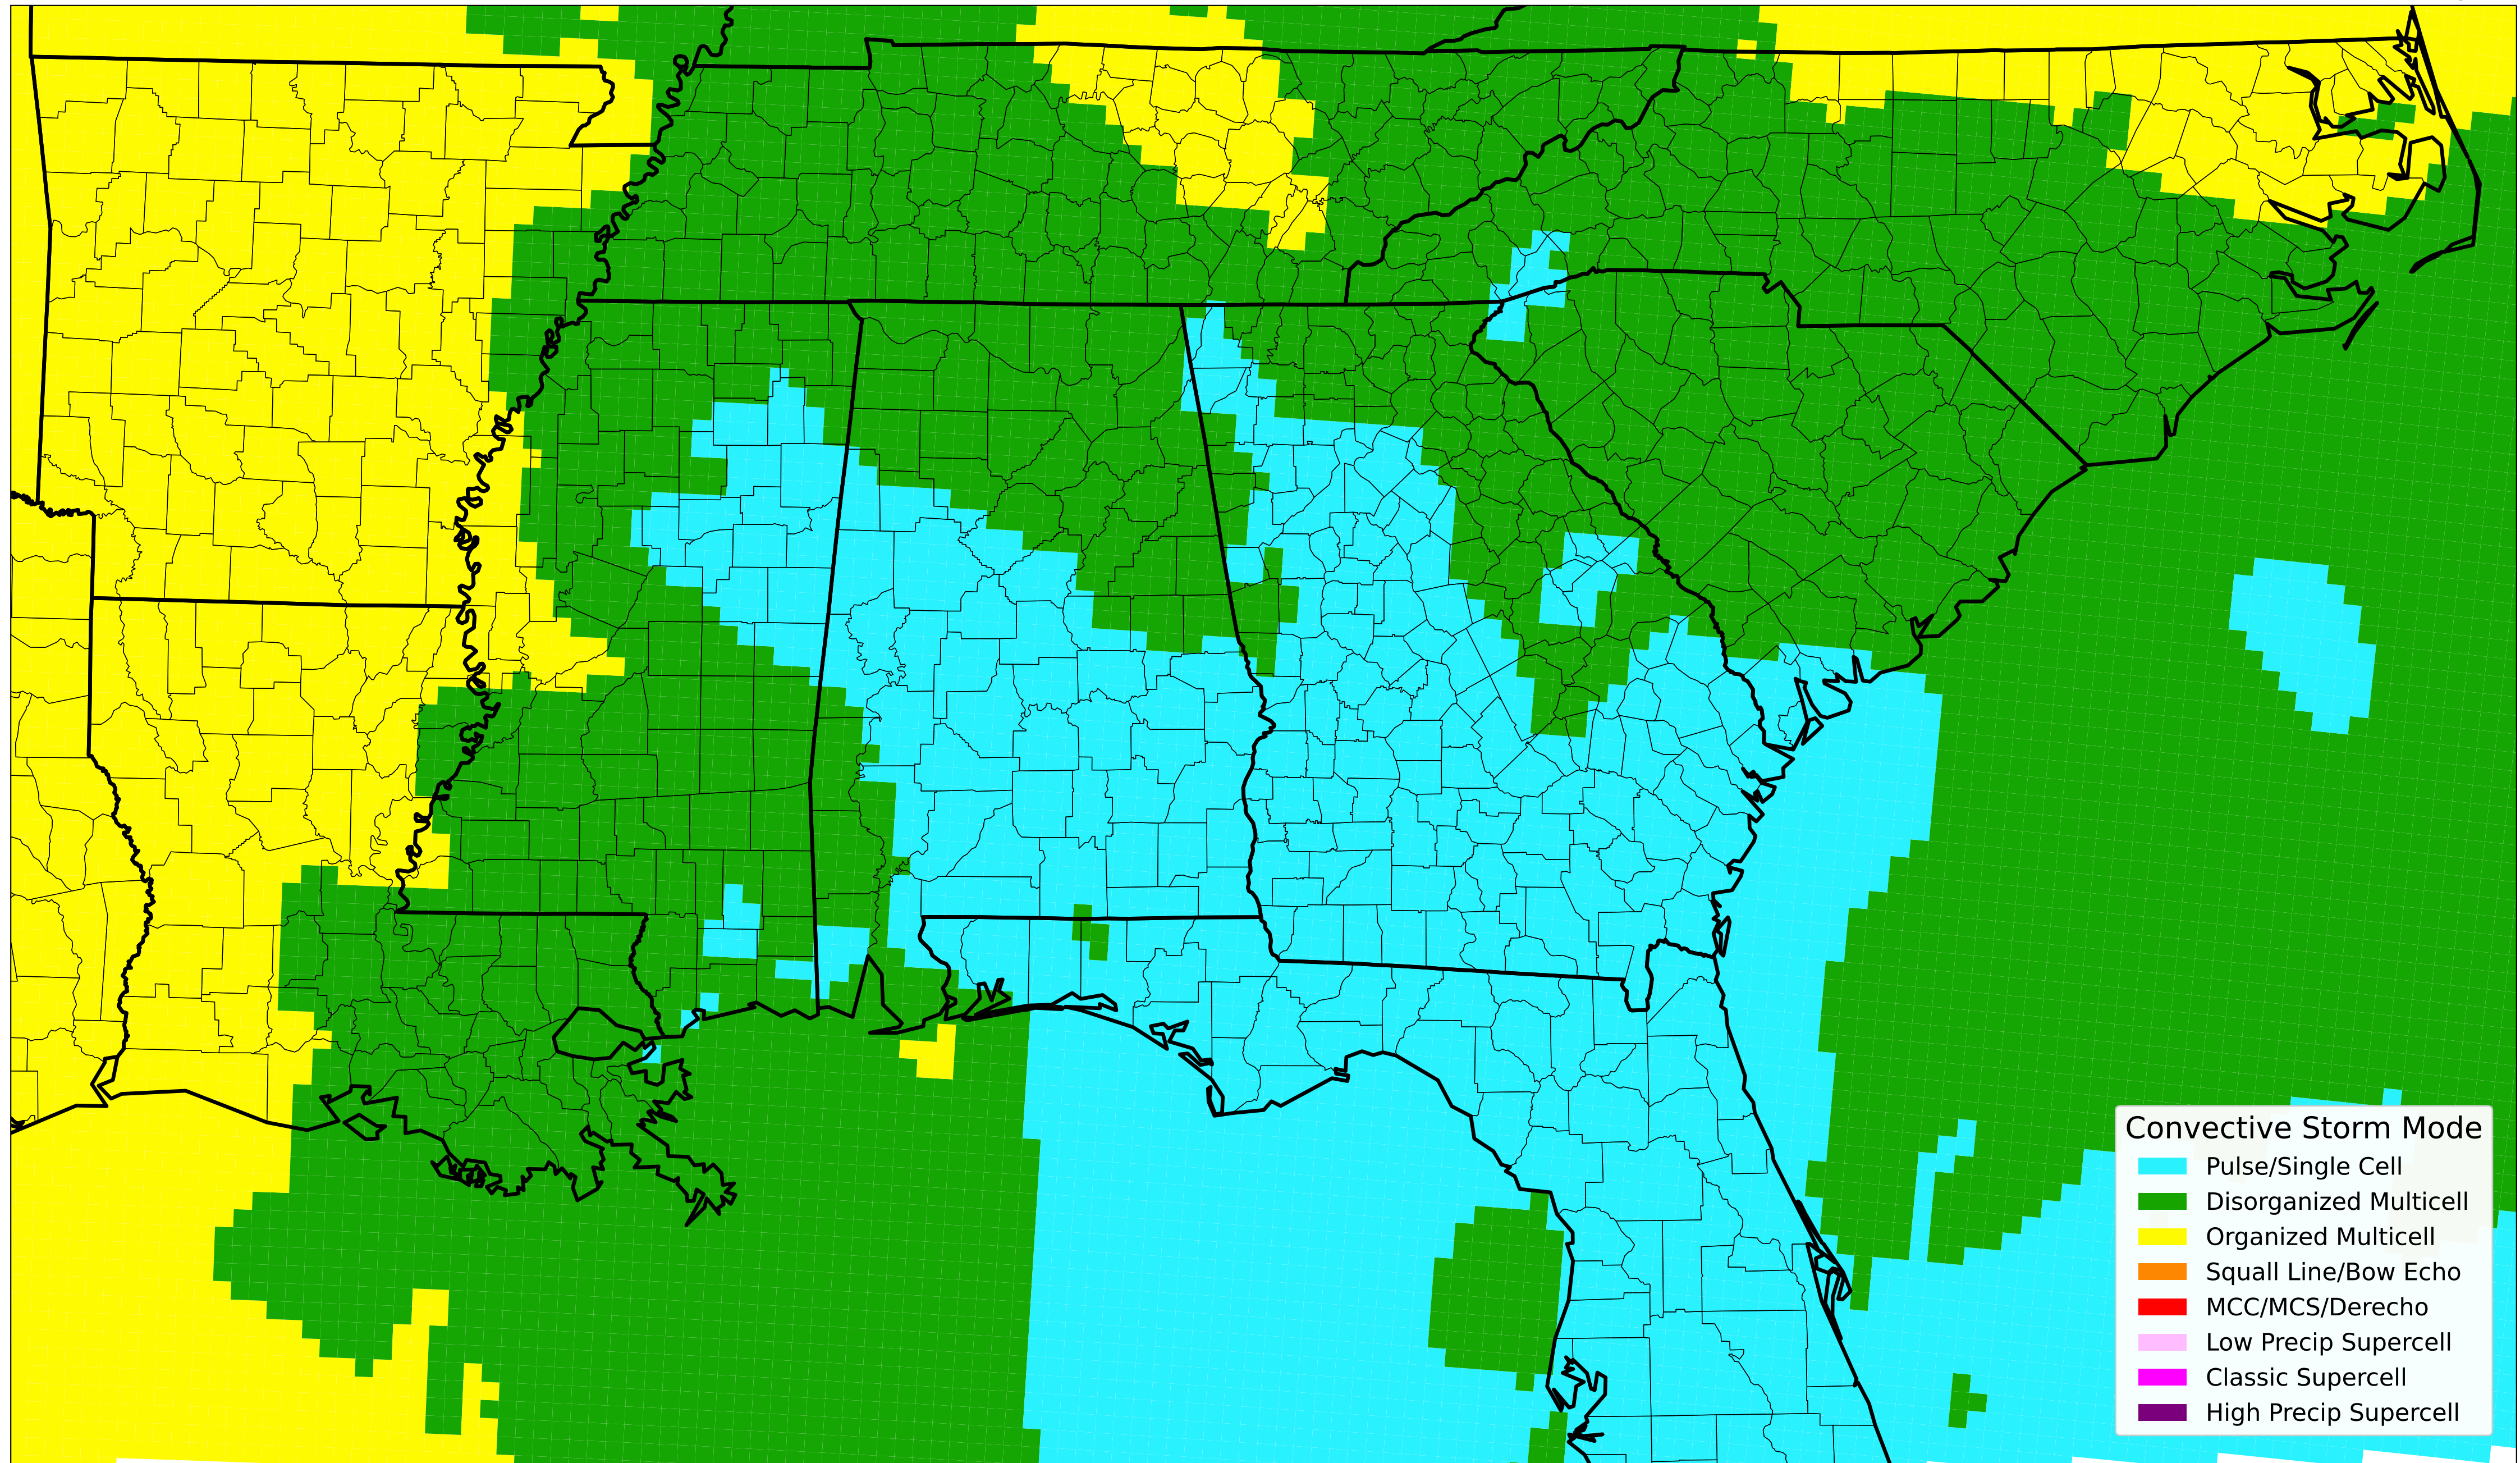 Convective Storm Mode
Pulse/Single Cell
Disorganized Multicell
Organized Multicell
Squall Line/Bow Echo
MCC/MCS/Derecho
Low Precip Supercell
Classic Supercell
High Precip Supercell